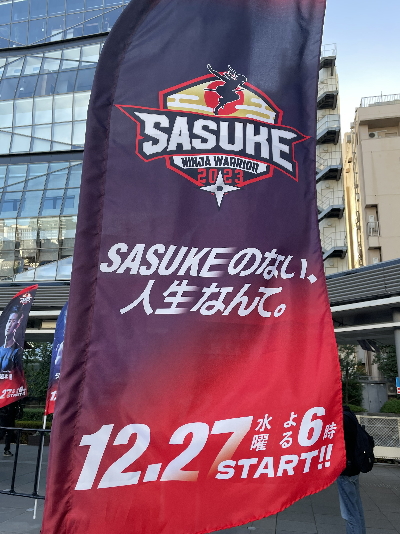 SASUKE
NINJA WARRIOR
2023
SASUKEのない、
人生なんて。
12.27 水曜 よる6時
START!!